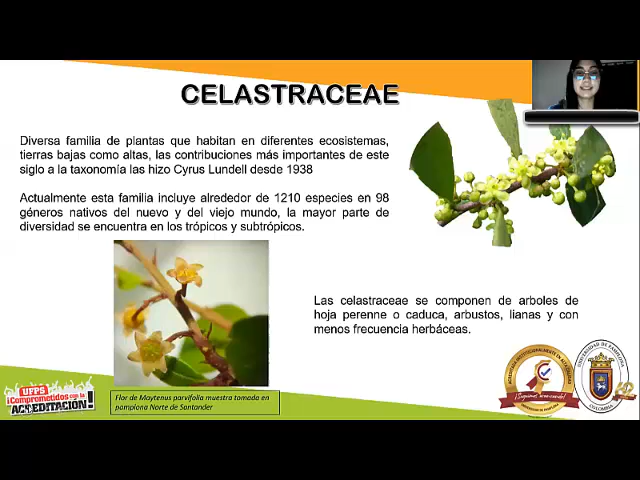 CELASTRACEAE
Diversa familia de plantas que habitan en diferentes ecosistemas,
tierras bajas como altas, las contribuciones más importantes de este
siglo a la taxonomía las hizo Cyrus Lundell desde 1938
Actualmente esta familia incluye alrededor de 1210 especies en 98
géneros nativos del nuevo y del viejo mundo, la mayor parte de
diversidad se encuentra en los trópicos y subtrópicos.
Las celastraceae se componen de arboles de
hoja perenne o caduca, arbustos, lianas y con
menos frecuencia herbáceas.
Flor de Maytenus parvifolia muestra tomada en
pamplona Norte de Santander
UFPS
¡Comprometidos con la
ACREDITACIÓN!
UNIVERSIDAD DE PAMPLONA
COLOMBIA